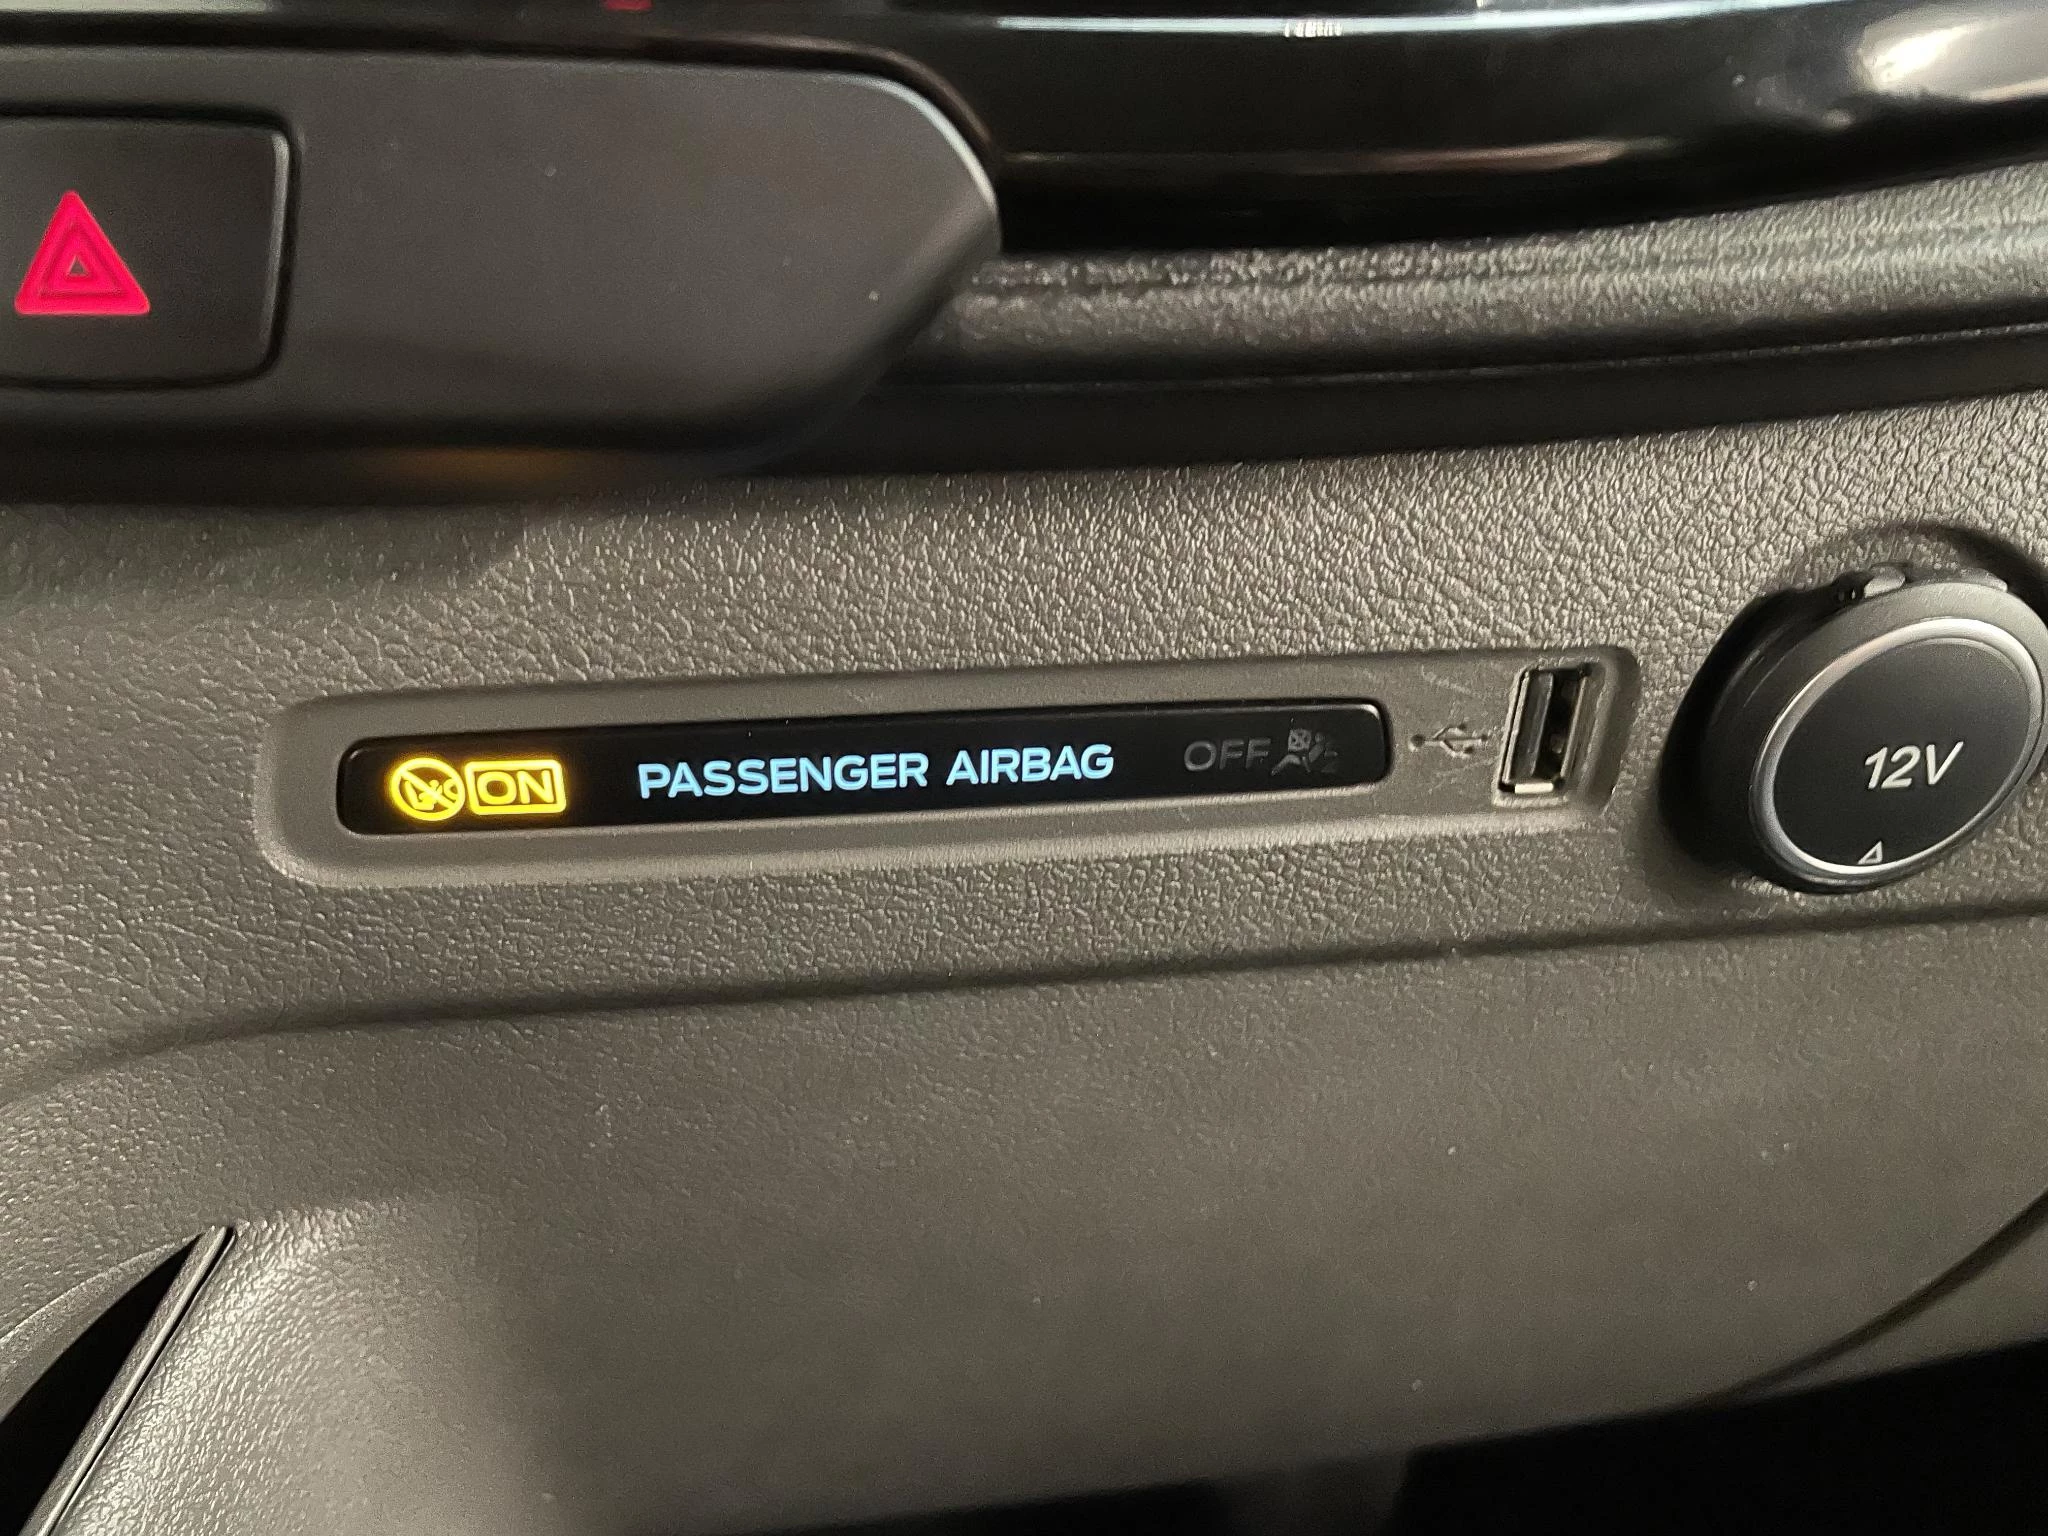 ON PASSENGER AIRBAG OFF
12V